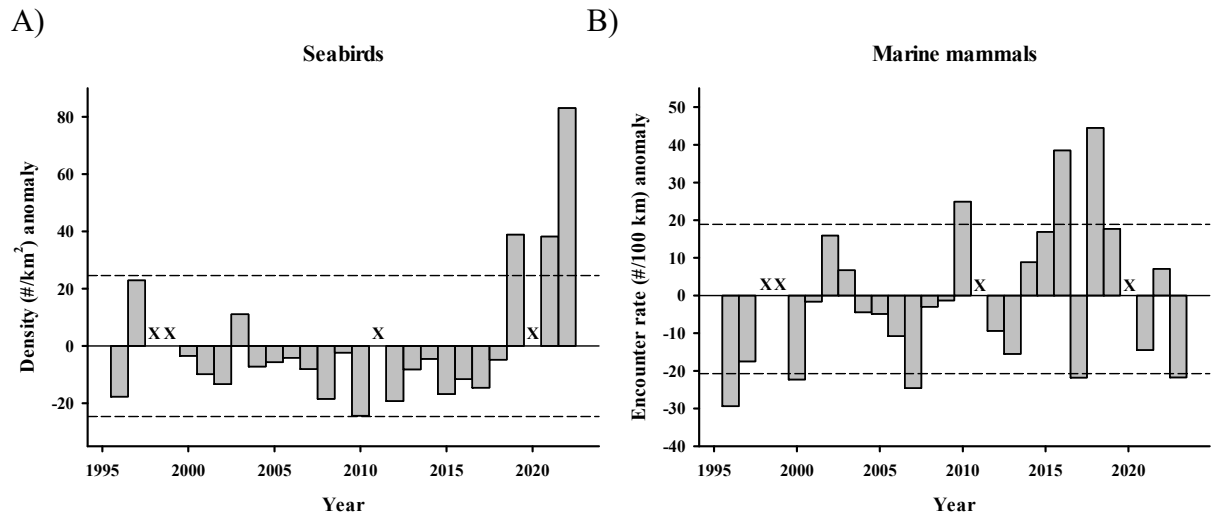 A)
Seabirds
Density (#/km²) anomaly
80
60
40
20
0
-20
X X
X
X
1995 2000 2005 2010 2015 2020
Year
B)
Marine mammals
Encounter rate (#/100 km) anomaly
50
40
30
20
10
0
-10
-20
-30
-40
X X
X
X
1995 2000 2005 2010 2015 2020
Year